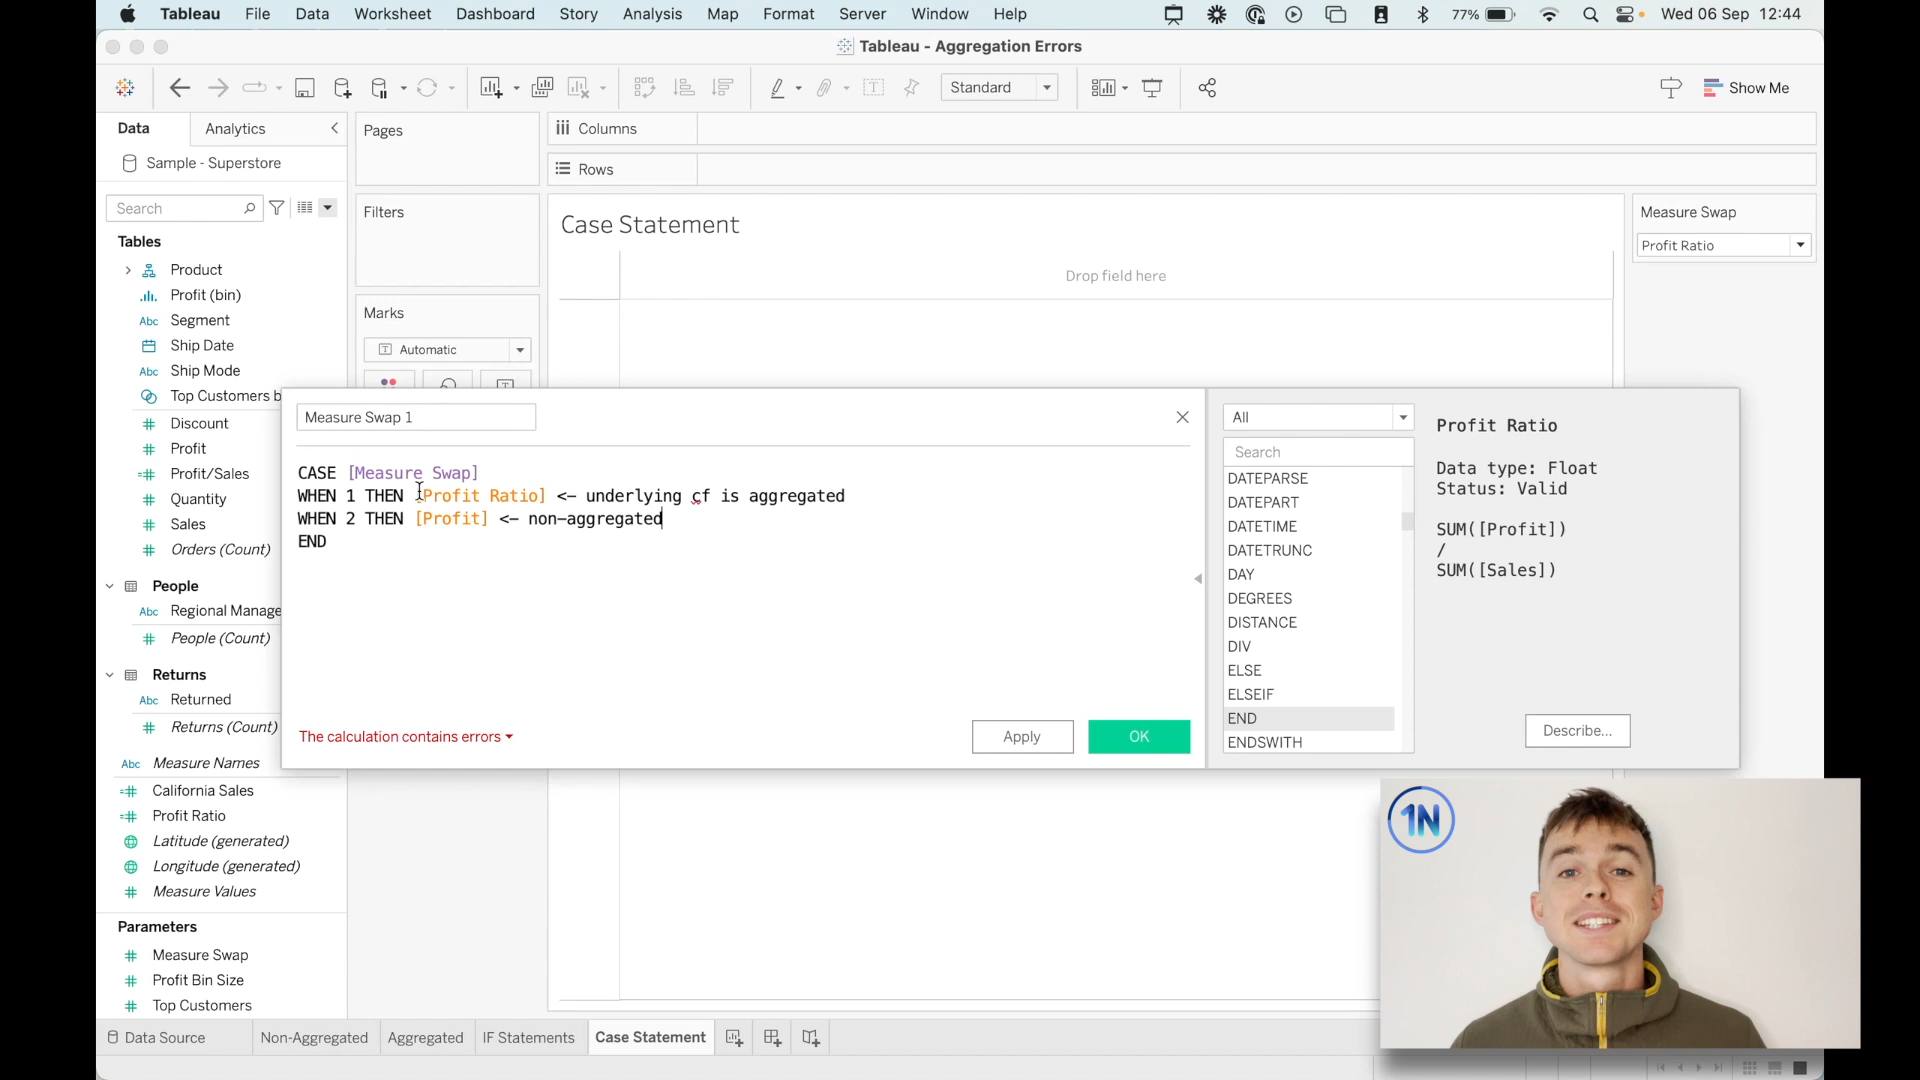 Tableau File Data Worksheet Dashboard Story Analysis Map Format Server Window Help 77% Wed 06 Sep 12:44
Tableau - Aggregation Errors
Standard Show Me
Data Analytics
Sample - Superstore
Search
Tables
Product
Profit (bin)
Abc Segment
Ship Date
Abc Ship Mode
Top Customers b
Discount
Profit
Profit/Sales
Quantity
Sales
Orders (Count)
People
Abc Regional Manage
People (Count)
Returns
Abc Returned
Returns (Count)
Abc Measure Names
California Sales
Profit Ratio
Latitude (generated)
Longitude (generated)
Measure Values
Parameters
Measure Swap
Profit Bin Size
Top Customers
Pages
Filters
Marks
Automatic
Columns
Rows
Case Statement
Drop field here
Measure Swap
Profit Ratio
Measure Swap 1
CASE [Measure Swap]
WHEN 1 THEN [Profit Ratio] <- underlying cf is aggregated
WHEN 2 THEN [Profit] <- non-aggregated
END
The calculation contains errors
Apply OK
All
Search
DATEPARSE
DATEPART
DATETIME
DATETRUNC
DAY
DEGREES
DISTANCE
DIV
ELSE
ELSEIF
END
ENDSWITH
Profit Ratio
Data type: Float
Status: Valid
SUM([Profit])
/
SUM([Sales])
Describe...
1N
Data Source Non-Aggregated Aggregated IF Statements Case Statement